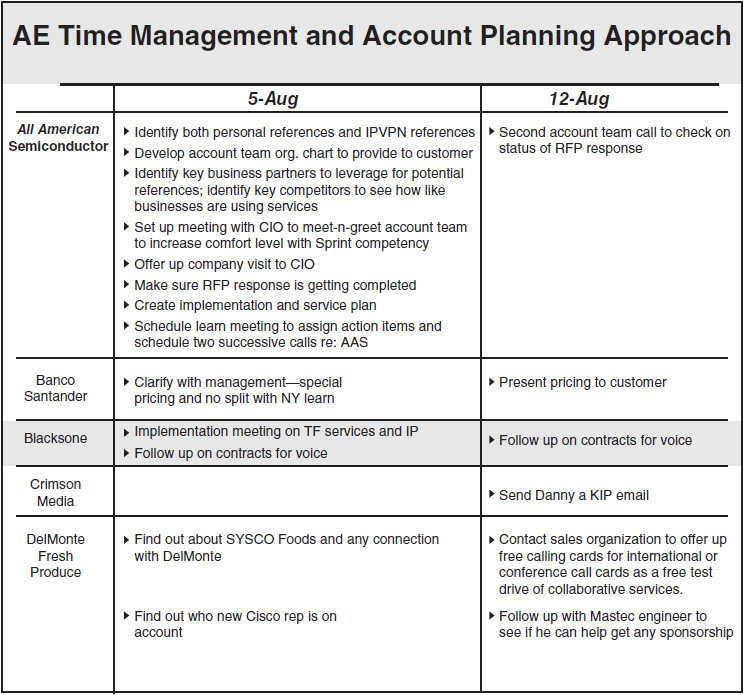 AE Time Management and Account Planning Approach
5-Aug
12-Aug
All American
Semiconductor
‣ Identify both personal references and IPVPN references
‣ Develop account team org. chart to provide to customer
‣ Identify key business partners to leverage for potential
references; identify key competitors to see how like
businesses are using services
‣ Set up meeting with CIO to meet-n-greet account team
to increase comfort level with Sprint competency
‣ Offer up company visit to CIO
‣ Make sure RFP response is getting completed
‣ Create implementation and service plan
‣ Schedule learn meeting to assign action items and
schedule two successive calls re: AAS
‣ Second account team call to check on
status of RFP response
Banco
Santander
‣ Clarify with management—special
pricing and no split with NY learn
‣ Present pricing to customer
Blacksone
‣ Implementation meeting on TF services and IP
‣ Follow up on contracts for voice
‣ Follow up on contracts for voice
Crimson
Media
‣ Send Danny a KIP email
DelMonte
Fresh
Produce
‣ Find out about SYSCO Foods and any connection
with DelMonte
‣ Find out who new Cisco rep is on
account
‣ Contact sales organization to offer up
free calling cards for international or
conference call cards as a free test
drive of collaborative services.
‣ Follow up with Mastec engineer to
see if he can help get any sponsorship